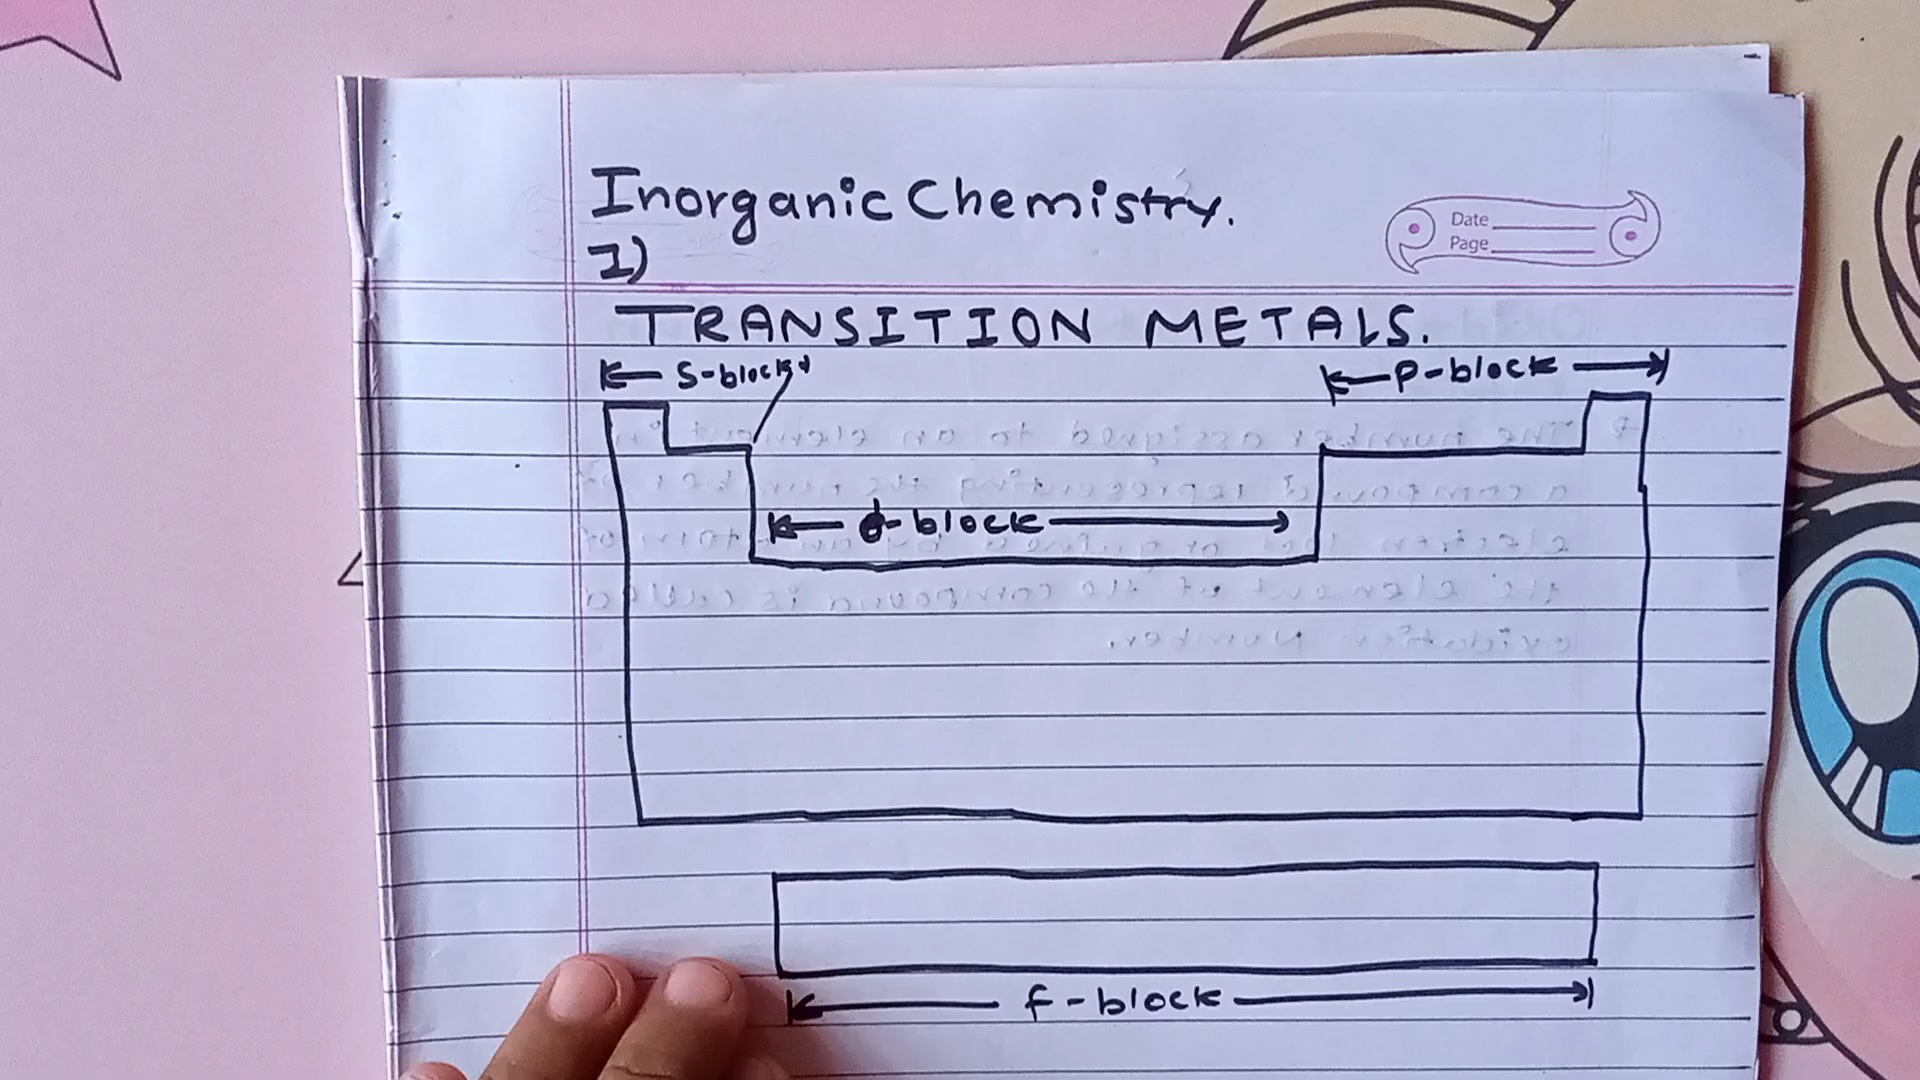 Inorganic Chemistry.
1)
Date
Page
TRANSITION METALS.
s-block
p-block
d-block
f-block